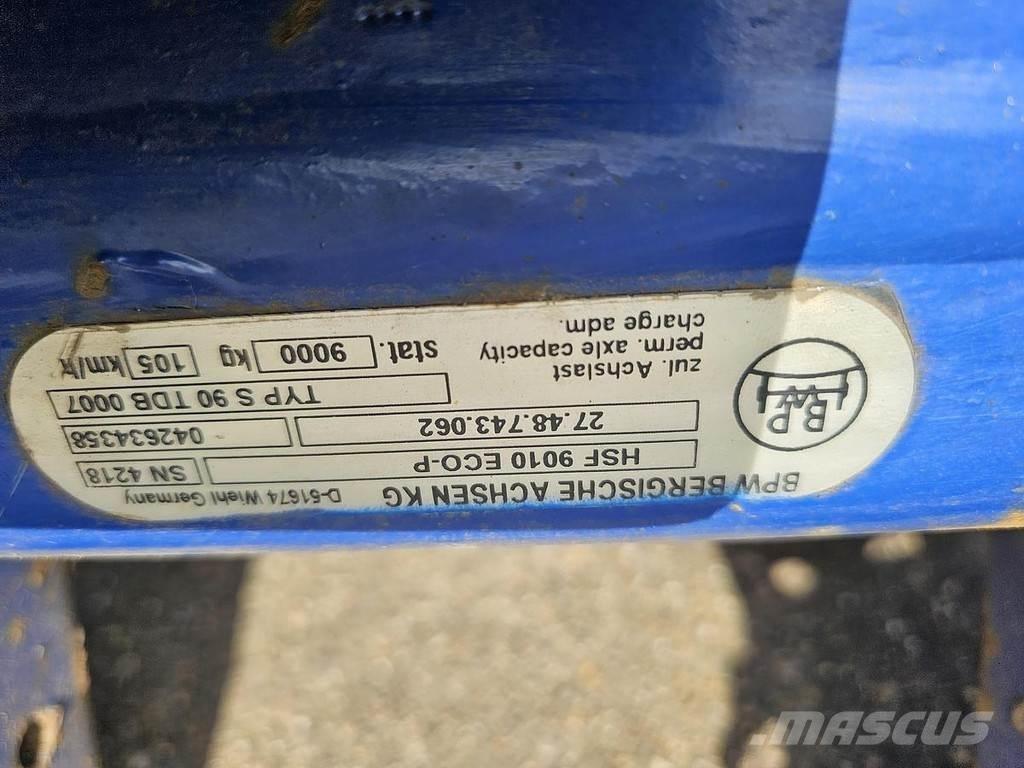 BPW BERGISCHE ACHSEN KG D-51674 Wiehl Germany
HSF 9010 ECO-P SN 4218
27.48.743.062 042634358
TYP S 90 TDB 0007
zul. Achslast
perm. axle capacity
charge adm.
stat. 9000 kg 105 km/h
BPW
MASCUS